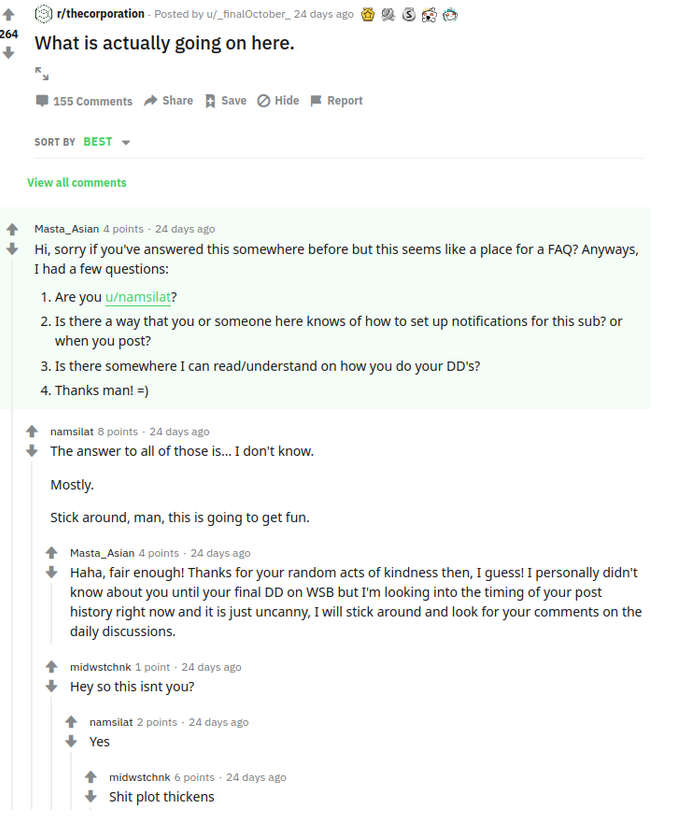 r/thecorporation · Posted by u/_finalOctober_ 24 days ago
264
What is actually going on here.
155 Comments Share Save Hide Report
SORT BY BEST
View all comments
Masta_Asian 4 points · 24 days ago
Hi, sorry if you've answered this somewhere before but this seems like a place for a FAQ? Anyways,
I had a few questions:
1. Are you u/namsilat?
2. Is there a way that you or someone here knows of how to set up notifications for this sub? or
when you post?
3. Is there somewhere I can read/understand on how you do your DD's?
4. Thanks man! =)
namsilat 8 points · 24 days ago
The answer to all of those is... I don't know.
Mostly.
Stick around, man, this is going to get fun.
Masta_Asian 4 points · 24 days ago
Haha, fair enough! Thanks for your random acts of kindness then, I guess! I personally didn't
know about you until your final DD on WSB but I'm looking into the timing of your post
history right now and it is just uncanny, I will stick around and look for your comments on the
daily discussions.
midwstchnk 1 point · 24 days ago
Hey so this isnt you?
namsilat 2 points · 24 days ago
Yes
midwstchnk 6 points · 24 days ago
Shit plot thickens